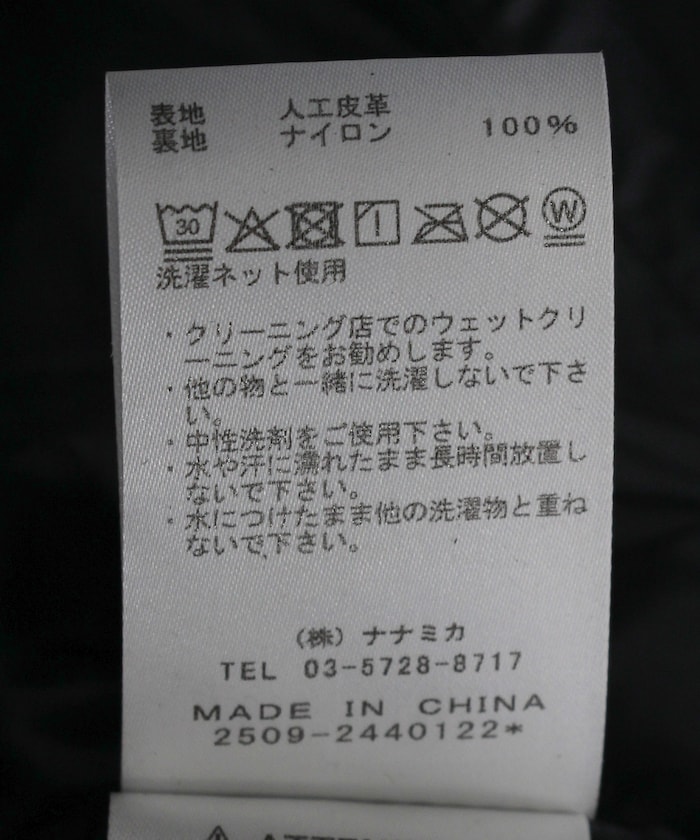 表地 人工皮革
裏地 ナイロン 100%
30 W
洗濯ネット使用
・クリーニング店でのウェットクリ
ーニングをお勧めします。
・他の物と一緒に洗濯しないで下さ
い。
・中性洗剤をご使用下さい。
・水や汗に濡れたまま長時間放置し
ないで下さい。
・水につけたまま他の洗濯物と重ね
ないで下さい。
(株) ナナミカ
TEL 03-5728-8717
MADE IN CHINA
2509-2440122*